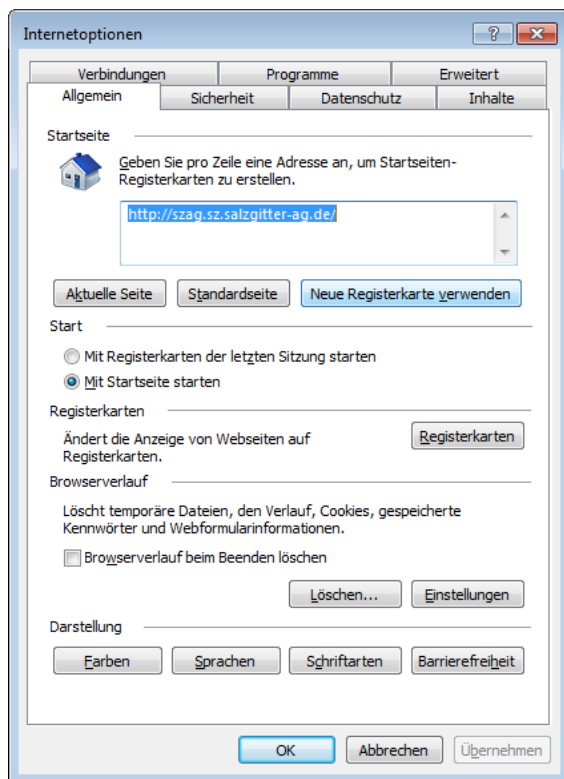 Internetoptionen
?
Verbindungen Programme Erweitert
Allgemein Sicherheit Datenschutz Inhalte
Startseite
Geben Sie pro Zeile eine Adresse an, um Startseiten-
Registerkarten zu erstellen.
http://szag.sz.salzgitter-ag.de/
Aktuelle Seite Standardseite Neue Registerkarte verwenden
Start
Mit Registerkarten der letzten Sitzung starten
Mit Startseite starten
Registerkarten
Ändert die Anzeige von Webseiten auf
Registerkarten.
Registerkarten
Browserverlauf
Löscht temporäre Dateien, den Verlauf, Cookies, gespeicherte
Kennwörter und Webformularinformationen.
Browserverlauf beim Beenden löschen
Löschen... Einstellungen
Darstellung
Farben Sprachen Schriftarten Barrierefreiheit
OK Abbrechen Übernehmen